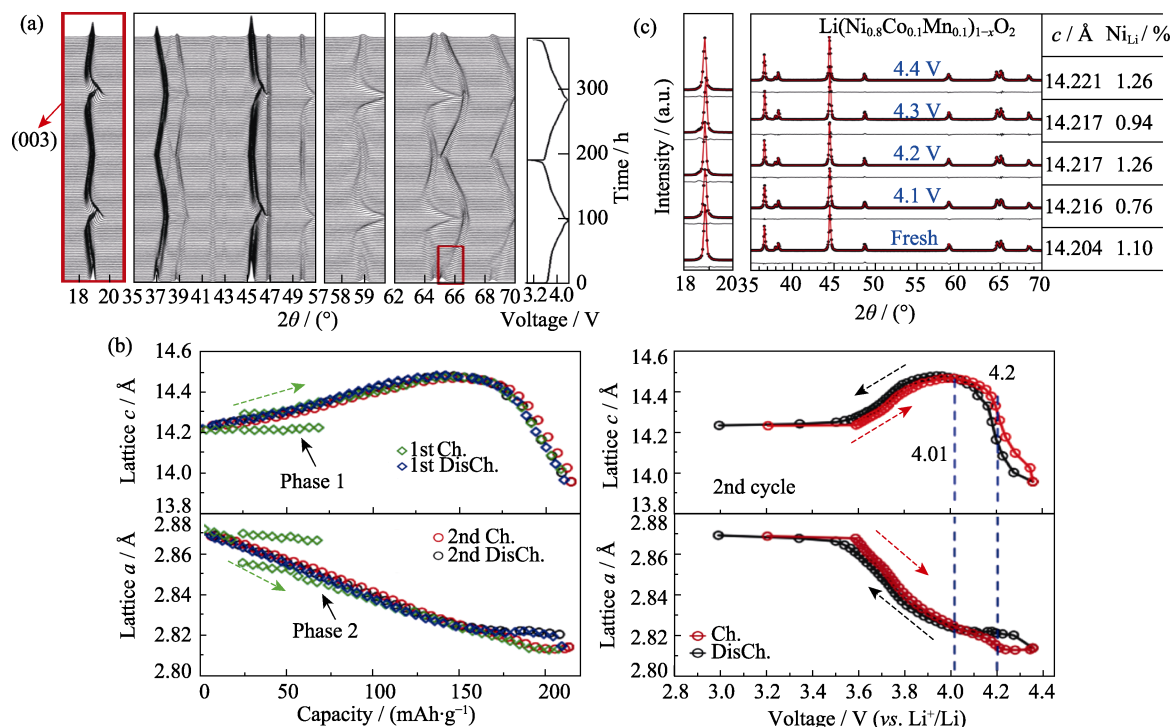 (a)
(003)
18 20 35 37 39 41 43 45 47 49 57 58 59 61 62 64 66 68 70
2θ / (°)
0 100 200 300
Time / h
3.2 4.0
Voltage / V
(c)
Li(Ni0.8Co0.1Mn0.1)1−xO2
c / Å NiLi / %
4.4 V 14.221 1.26
4.3 V 14.217 0.94
4.2 V 14.217 1.26
4.1 V 14.216 0.76
Fresh 14.204 1.10
Intensity / (a.u.)
18 20 35 40 45 50 55 60 65 70
2θ / (°)
(b)
14.6
14.4
14.2
14.0
13.8
Lattice c / Å
Phase 1
1st Ch.
1st DisCh.
2.88
2.86
2.84
2.82
2.80
Lattice a / Å
2nd Ch.
2nd DisCh.
Phase 2
0 50 100 150 200
Capacity / (mAh·g−1)
14.6
14.4
14.2
14.0
13.8
Lattice c / Å
4.2
4.01
2nd cycle
2.88
2.86
2.84
2.82
2.80
Lattice a / Å
Ch.
DisCh.
2.8 3.0 3.2 3.4 3.6 3.8 4.0 4.2 4.4
Voltage / V (vs. Li+/Li)